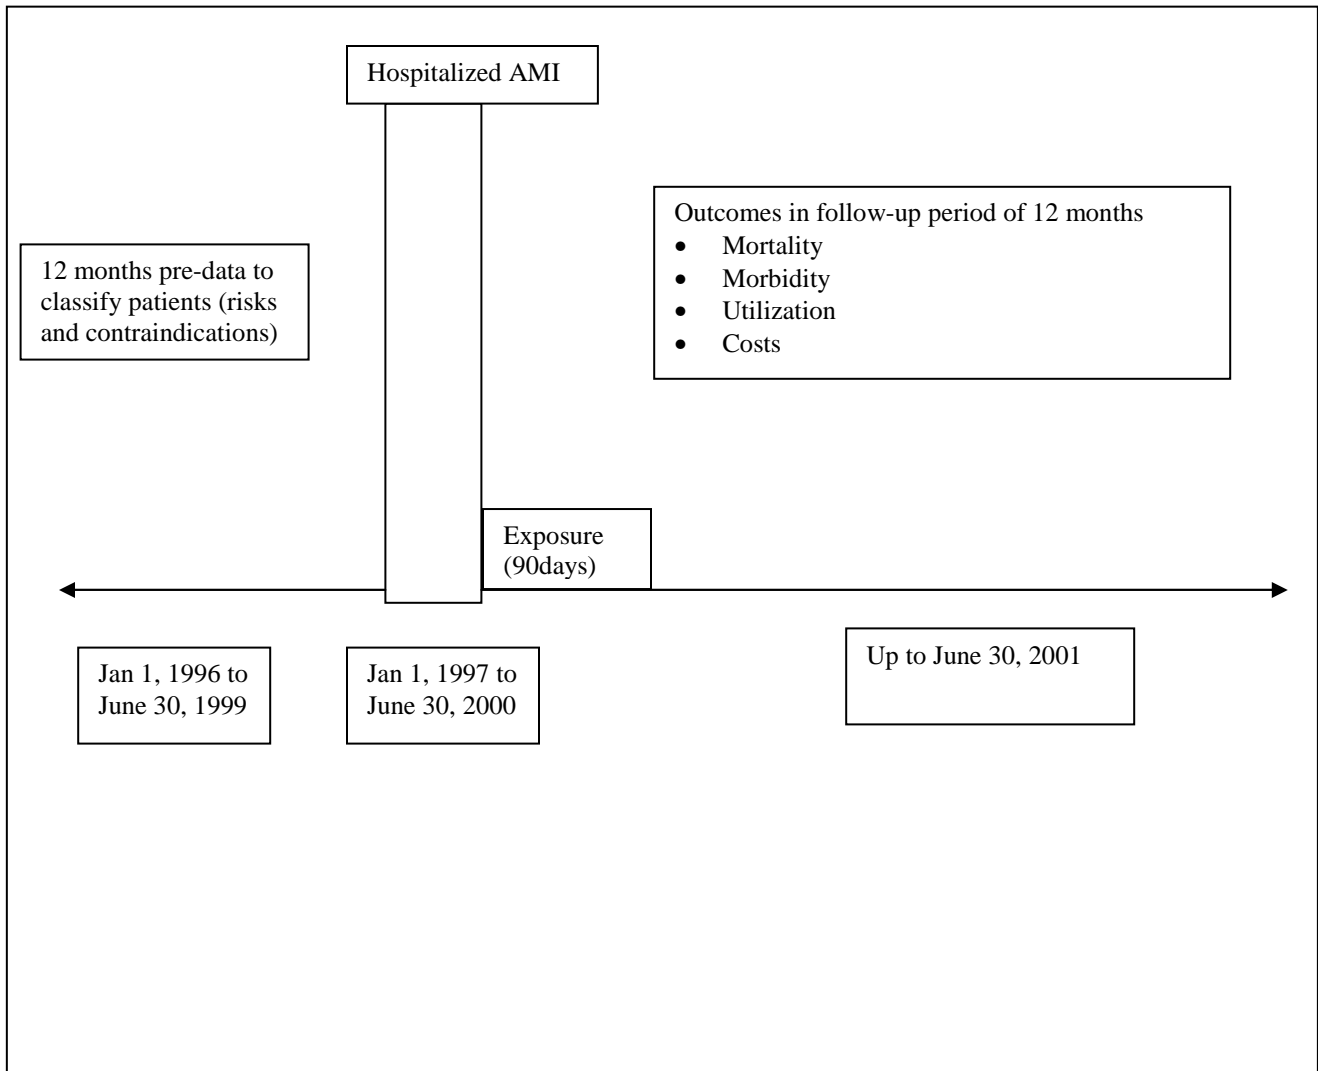 Hospitalized AMI
Outcomes in follow-up period of 12 months
• Mortality
• Morbidity
• Utilization
• Costs
12 months pre-data to
classify patients (risks
and contraindications)
Exposure
(90days)
Jan 1, 1996 to
June 30, 1999
Jan 1, 1997 to
June 30, 2000
Up to June 30, 2001